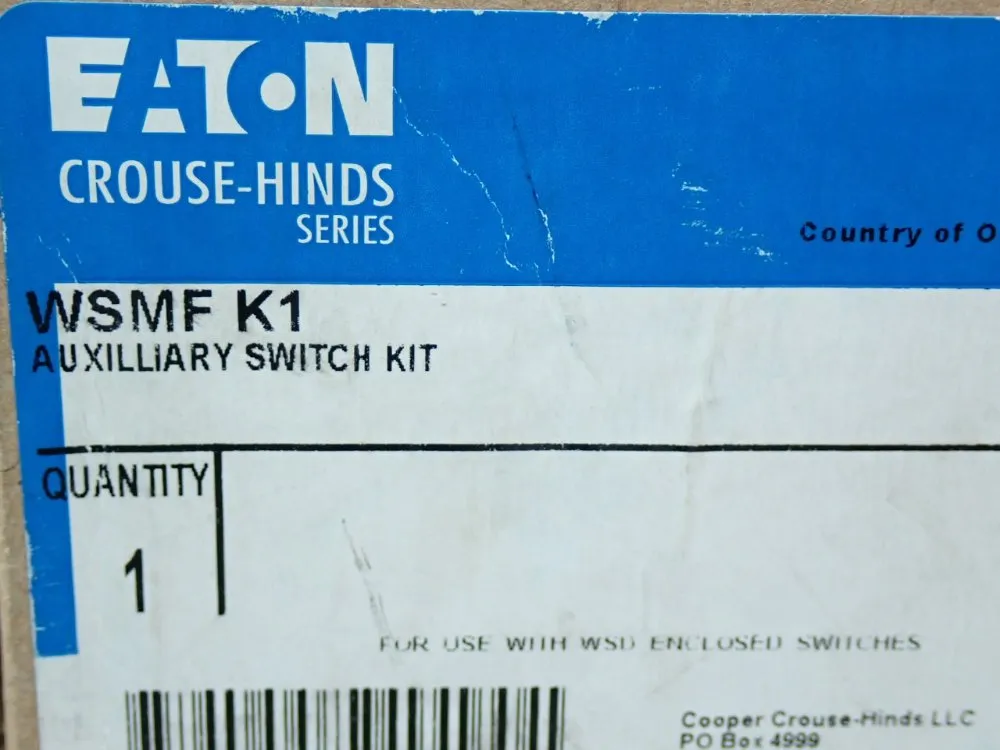 EATON
CROUSE-HINDS
SERIES
Country of O
WSMF K1
AUXILLIARY SWITCH KIT
QUANTITY
1
FOR USE WITH WSD ENCLOSED SWITCHES
Cooper Crouse-Hinds LLC
PO Box 4999